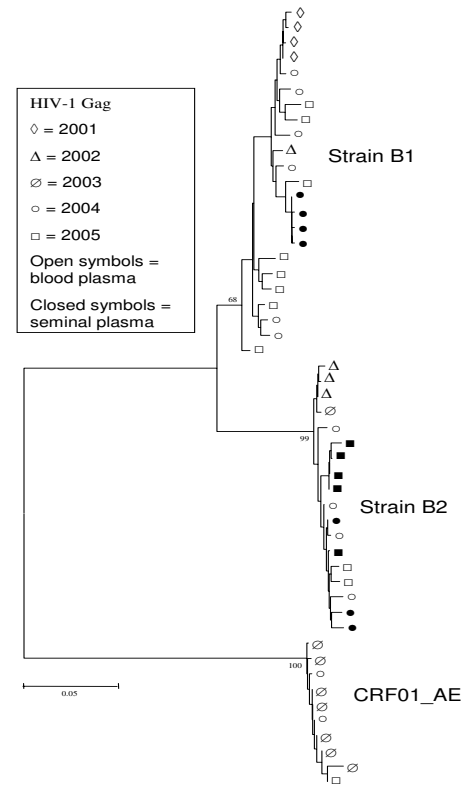 HIV-1 Gag
◊ = 2001
Δ = 2002
∅ = 2003
○ = 2004
□ = 2005
Open symbols =
blood plasma
Closed symbols =
seminal plasma
Strain B1
68
99
Strain B2
100
CRF01_AE
0.05